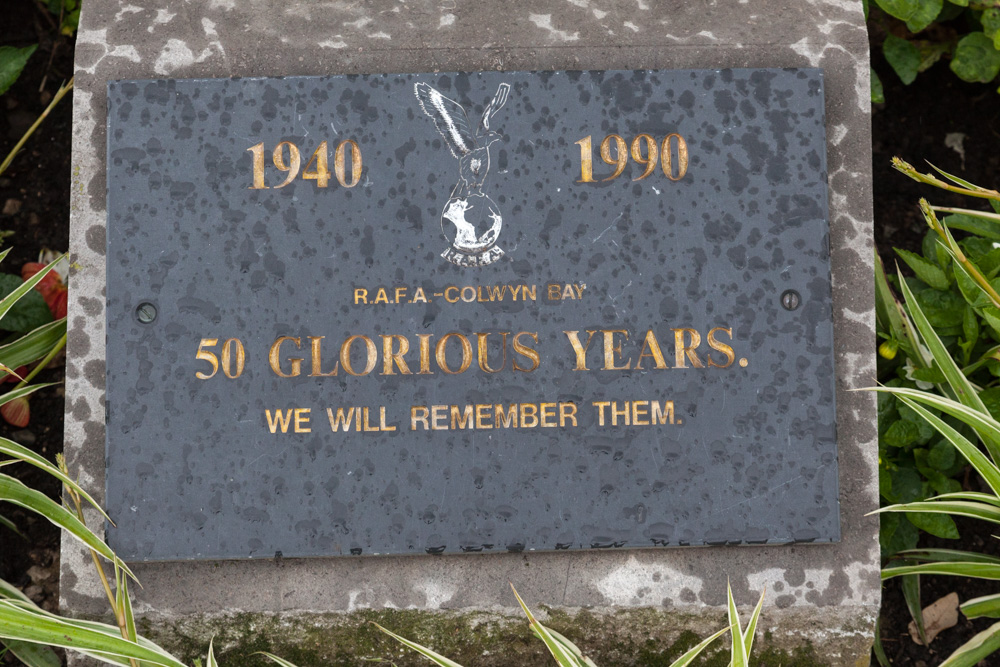 1940 1990
R.A.F.A.-COLWYN BAY
50 GLORIOUS YEARS.
WE WILL REMEMBER THEM.